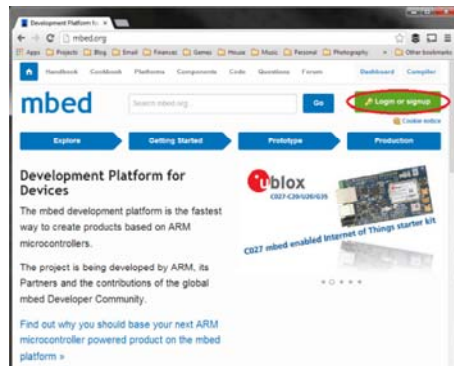 Development Platform for
mbed.org
Apps Projects Blog Email Finances Games House Music Personal Photography » Other bookmarks
Handbook Cookbook Platforms Components Code Questions Forum Dashboard Compiler
mbed
Search mbed.org...
Go
Login or signup
Cookie notice
Explore Getting Started Prototype Production
Development Platform for
Devices
The mbed development platform is the fastest
way to create products based on ARM
microcontrollers.
The project is being developed by ARM, its
Partners and the contributions of the global
mbed Developer Community.
Find out why you should base your next ARM
microcontroller powered product on the mbed
platform »
ublox
C027-C20/U20/G35
C027 mbed enabled Internet of Things starter kit